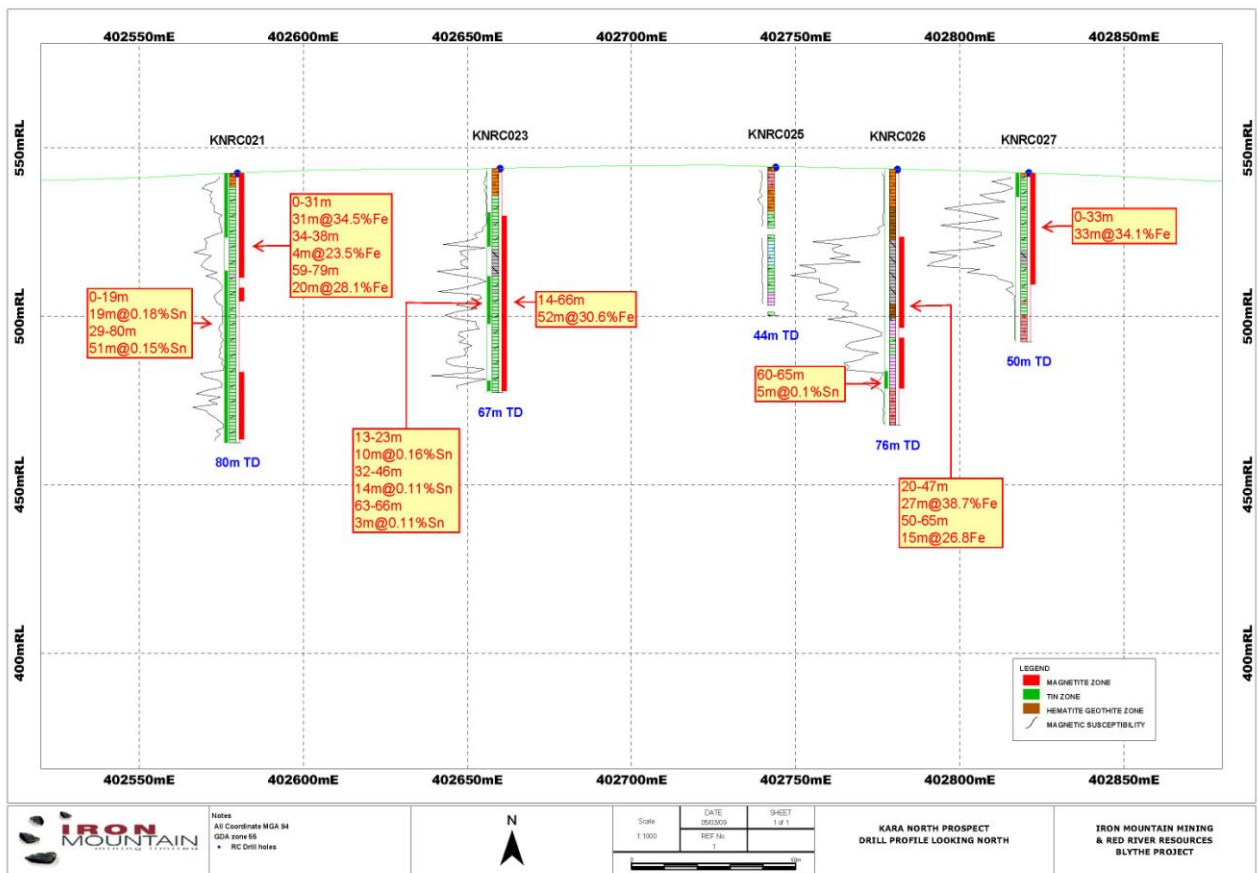 402550mE 402600mE 402650mE 402700mE 402750mE 402800mE 402850mE
550mRL
500mRL
450mRL
400mRL
550mRL
500mRL
450mRL
400mRL
KNRC021
KNRC023
KNRC025
KNRC026
KNRC027
0-31m
31m@34.5%Fe
34-38m
4m@23.5%Fe
59-79m
20m@28.1%Fe
0-19m
19m@0.18%Sn
29-80m
51m@0.15%Sn
80m TD
14-66m
52m@30.6%Fe
67m TD
13-23m
10m@0.16%Sn
32-46m
14m@0.11%Sn
63-66m
3m@0.11%Sn
44m TD
60-65m
5m@0.1%Sn
76m TD
20-47m
27m@38.7%Fe
50-65m
15m@26.8Fe
0-33m
33m@34.1%Fe
50m TD
LEGEND
MAGNETITE ZONE
TIN ZONE
HEMATITE GEOTHITE ZONE
MAGNETIC SUSCEPTIBILITY
402550mE 402600mE 402650mE 402700mE 402750mE 402800mE 402850mE
IRON
MOUNTAIN
mining limited
Notes
All Coordinate MGA 94
GDA zone 55
RC Drill holes
N
Scale
1:1000
DATE
05/03/09
SHEET
1 of 1
REF No.
1
0 50m
KARA NORTH PROSPECT
DRILL PROFILE LOOKING NORTH
IRON MOUNTAIN MINING
& RED RIVER RESOURCES
BLYTHE PROJECT